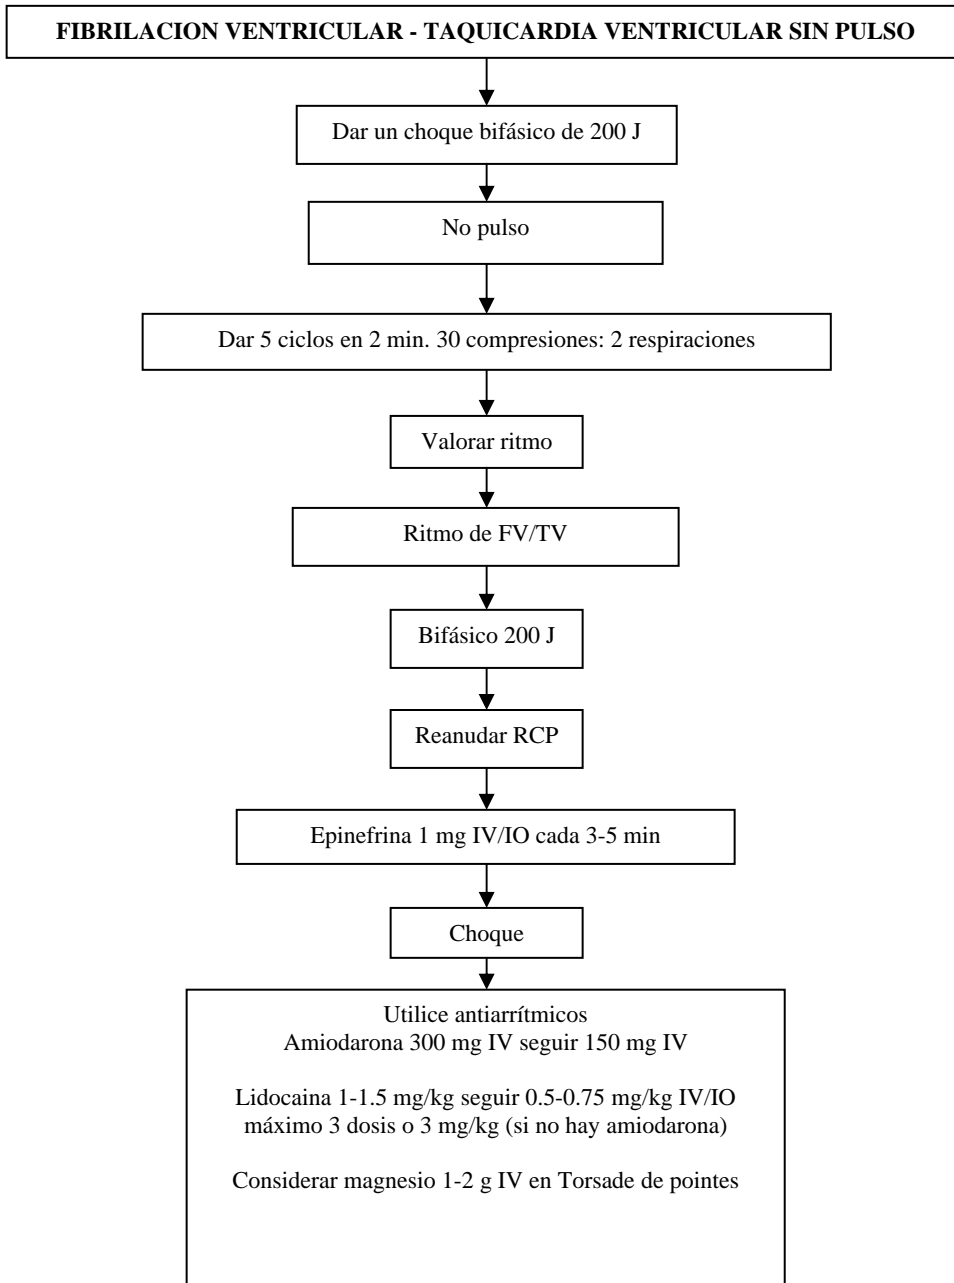 FIBRILACION VENTRICULAR - TAQUICARDIA VENTRICULAR SIN PULSO
Dar un choque bifásico de 200 J
No pulso
Dar 5 ciclos en 2 min. 30 compresiones: 2 respiraciones
Valorar ritmo
Ritmo de FV/TV
Bifásico 200 J
Reanudar RCP
Epinefrina 1 mg IV/IO cada 3-5 min
Choque
Utilice antiarrítmicos
Amiodarona 300 mg IV seguir 150 mg IV
Lidocaina 1-1.5 mg/kg seguir 0.5-0.75 mg/kg IV/IO
máximo 3 dosis o 3 mg/kg (si no hay amiodarona)
Considerar magnesio 1-2 g IV en Torsade de pointes